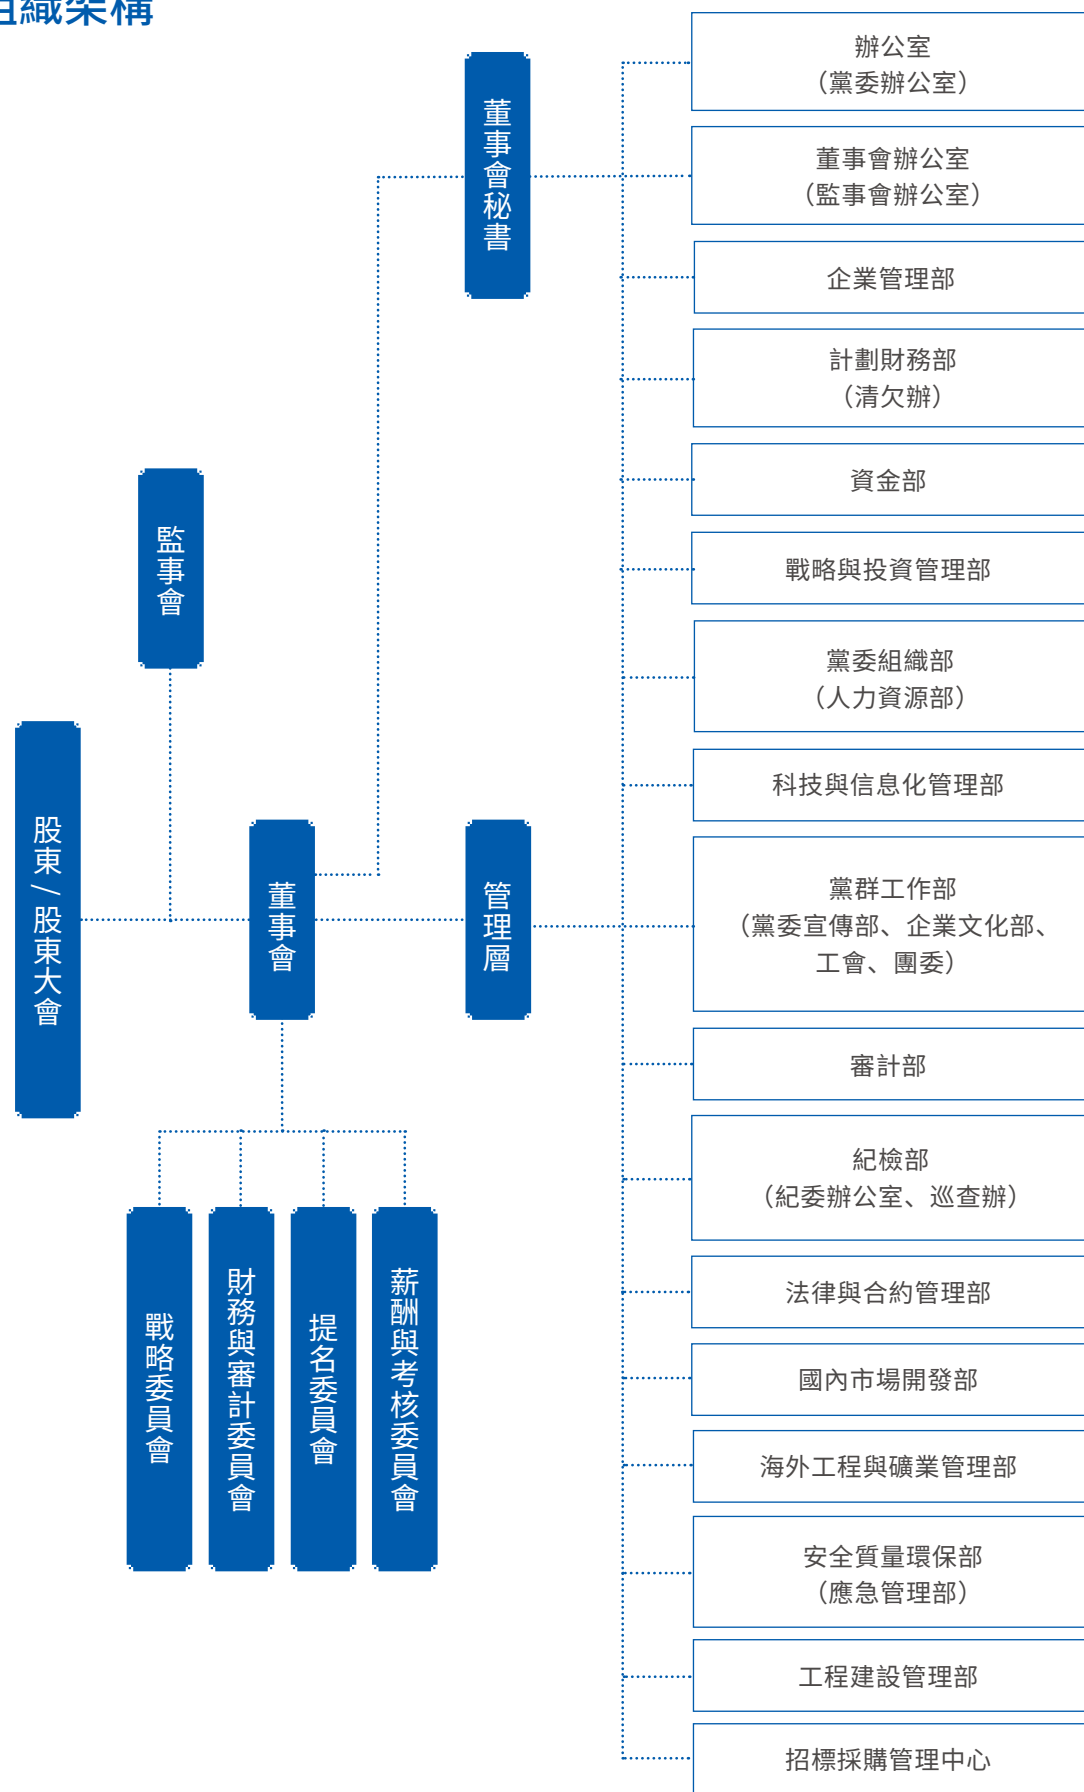 組織架構
股東/股東大會
監事會
董事會
董事會秘書
管理層
戰略委員會
財務與審計委員會
提名委員會
薪酬與考核委員會
辦公室
（黨委辦公室）
董事會辦公室
（監事會辦公室）
企業管理部
計劃財務部
（清欠辦）
資金部
戰略與投資管理部
黨委組織部
（人力資源部）
科技與信息化管理部
黨群工作部
（黨委宣傳部、企業文化部、
工會、團委）
審計部
紀檢部
（紀委辦公室、巡查辦）
法律與合約管理部
國內市場開發部
海外工程與礦業管理部
安全質量環保部
（應急管理部）
工程建設管理部
招標採購管理中心